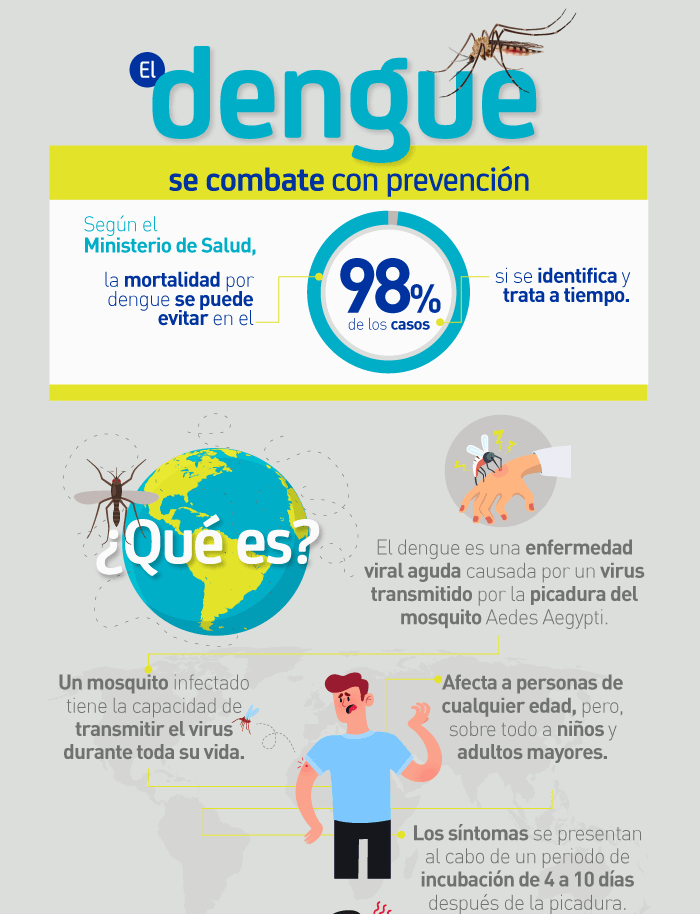 El
dengue
se combate con prevención
Según el
Ministerio de Salud,
la mortalidad por
dengue se puede
evitar en el
98%
de los casos
si se identifica y
trata a tiempo.
¿Qué es?
El dengue es una enfermedad
viral aguda causada por un virus
transmitido por la picadura del
mosquito Aedes Aegypti.
Un mosquito infectado
tiene la capacidad de
transmitir el virus
durante toda su vida.
Afecta a personas de
cualquier edad, pero,
sobre todo a niños y
adultos mayores.
Los síntomas se presentan
al cabo de un periodo de
incubación de 4 a 10 días
después de la picadura.